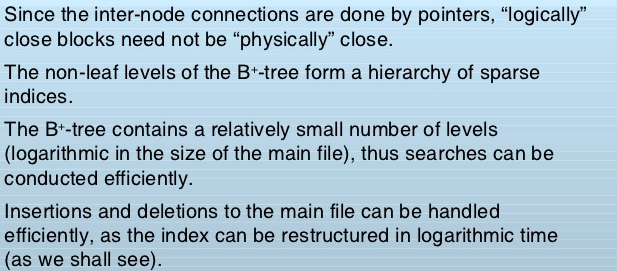 Since the inter-node connections are done by pointers, “logically”
close blocks need not be “physically” close.
The non-leaf levels of the B+-tree form a hierarchy of sparse
indices.
The B+-tree contains a relatively small number of levels
(logarithmic in the size of the main file), thus searches can be
conducted efficiently.
Insertions and deletions to the main file can be handled
efficiently, as the index can be restructured in logarithmic time
(as we shall see).